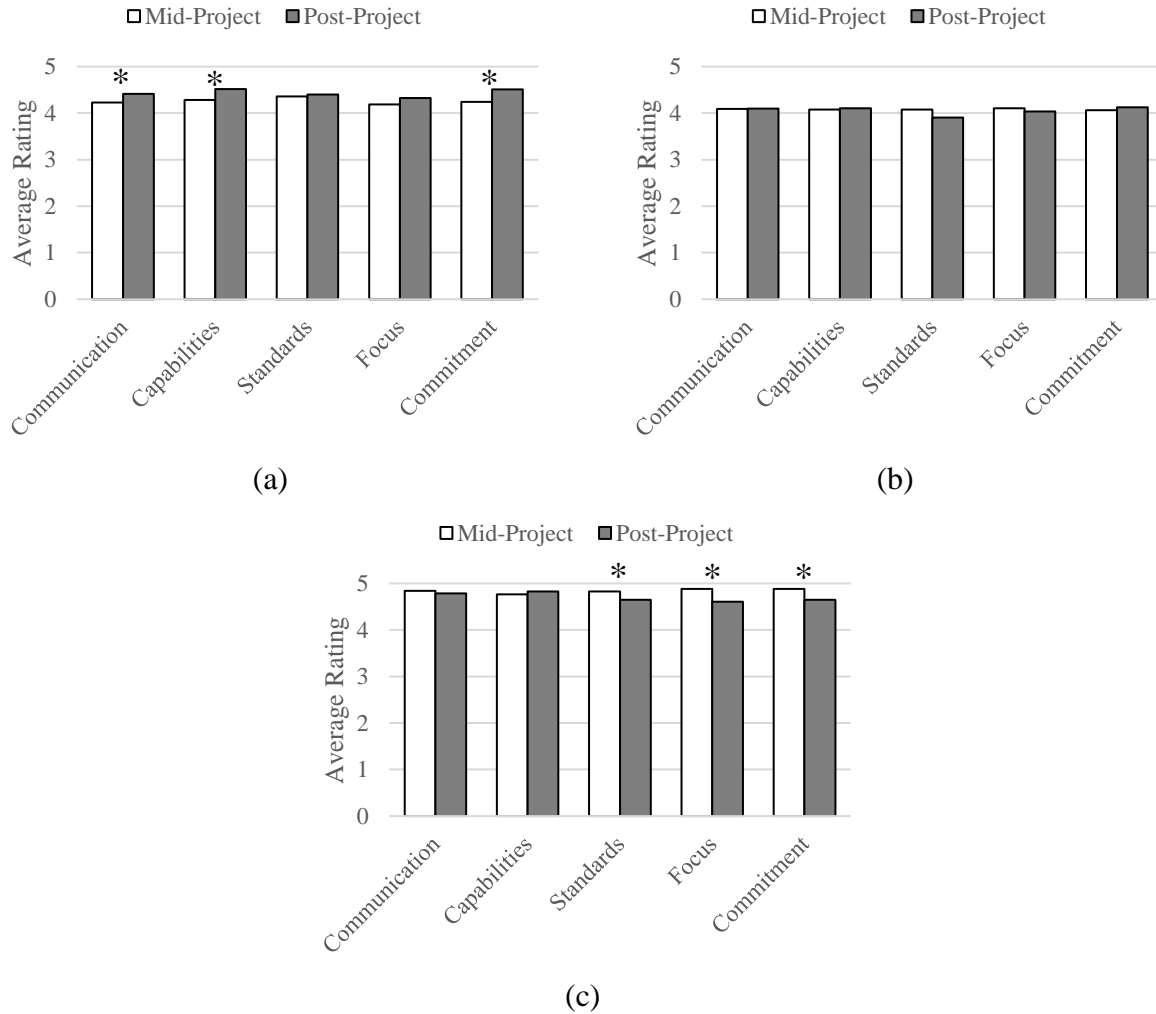 Mid-Project Post-Project
Average Rating
5
4
3
2
1
0
* * *
Communication
Capabilities
Standards
Focus
Commitment
(a)
Mid-Project Post-Project
Average Rating
5
4
3
2
1
0
Communication
Capabilities
Standards
Focus
Commitment
(b)
Mid-Project Post-Project
Average Rating
5
4
3
2
1
0
* * *
Communication
Capabilities
Standards
Focus
Commitment
(c)